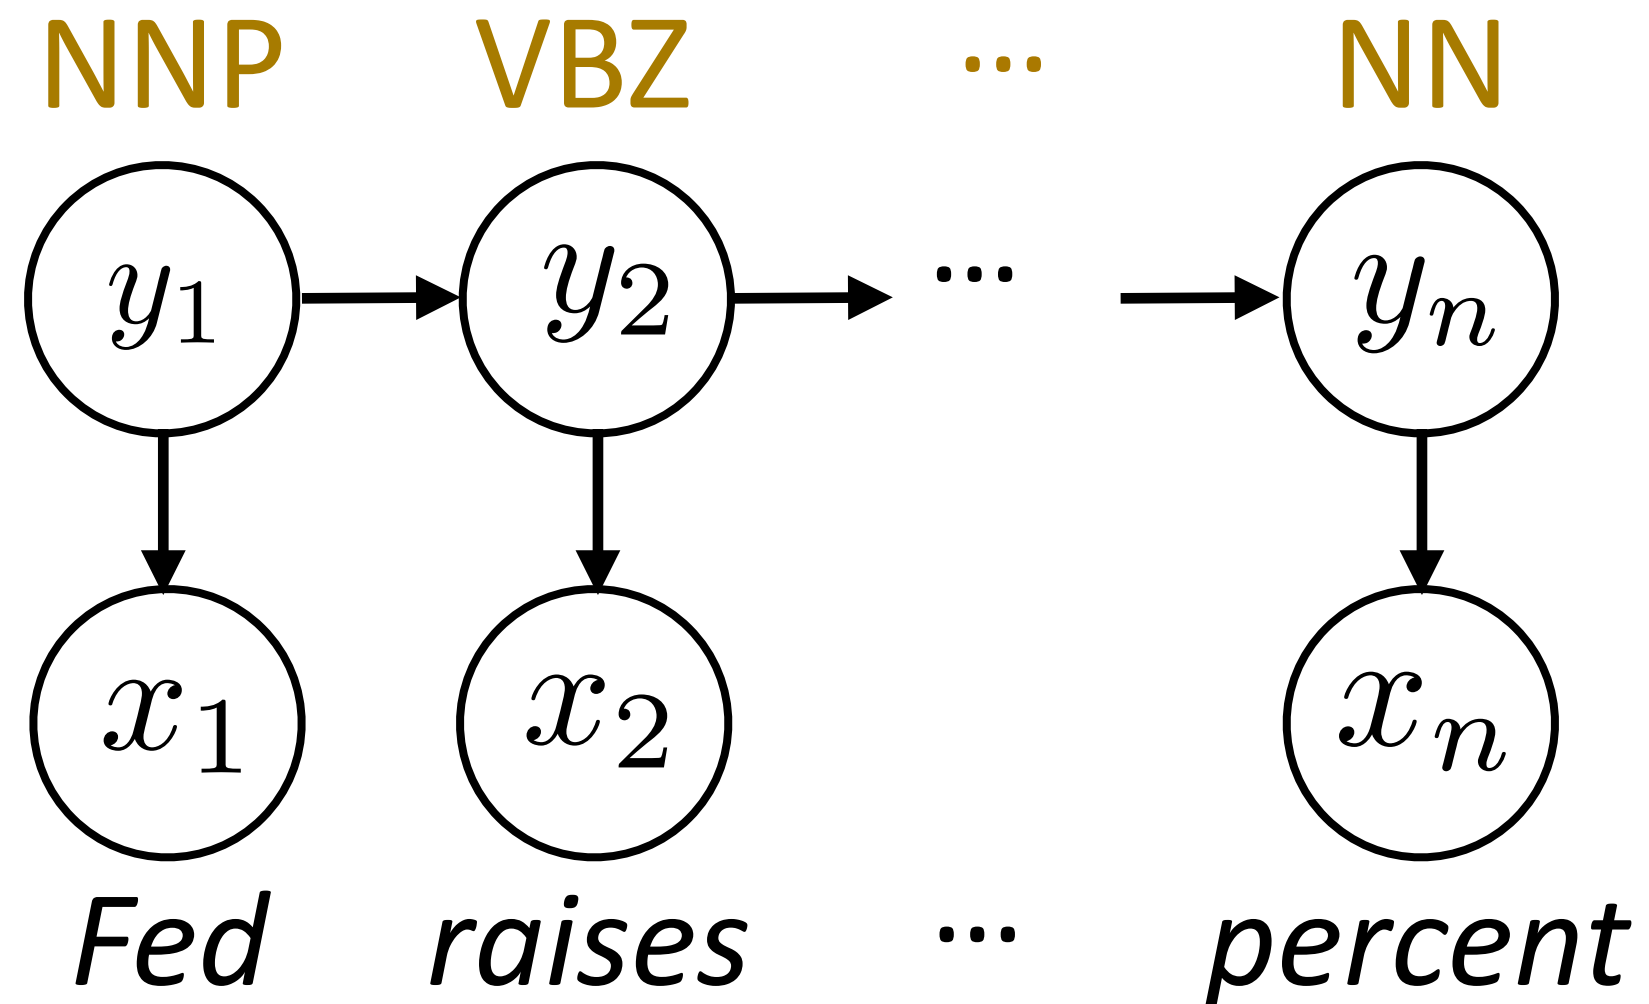 NNP VBZ ... NN
y1 y2 ... yn
x1 x2 xn
Fed raises ... percent